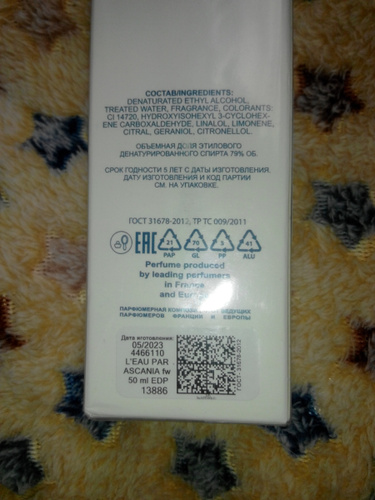 СОСТАВ/INGREDIENTS:
DENATURATED ETHYL ALCOHOL,
TREATED WATER, FRAGRANCE, COLORANTS:
CI 14720, HYDROXYISOHEXYL 3-CYCLOHEX-
ENE CARBOXALDEHYDE, LINALOL, LIMONENE,
CITRAL, GERANIOL, CITRONELLOL.
ОБЪЕМНАЯ ДОЛЯ ЭТИЛОВОГО
ДЕНАТУРИРОВАННОГО СПИРТА 79% ОБ.
СРОК ГОДНОСТИ 5 ЛЕТ С ДАТЫ ИЗГОТОВЛЕНИЯ.
ДАТУ ИЗГОТОВЛЕНИЯ И КОД ПАРТИИ
СМ. НА УПАКОВКЕ.
ГОСТ 31678-2012, ТР ТС 009/2011
EAC 21 70 5 41
PAP GL PP ALU
Perfume produced
by leading perfumers
in France
and Europe
ПАРФЮМЕРНАЯ ВЕДУЩИХ
ПАРФЮМЕРОВ ФРАНЦИИ И ЕВРОПЫ
Дата изготовления:
05/2023
4466110
L'EAU PAR
ASCANIA fw
50 ml EDP
13886
ГОСТ- 31678-2012